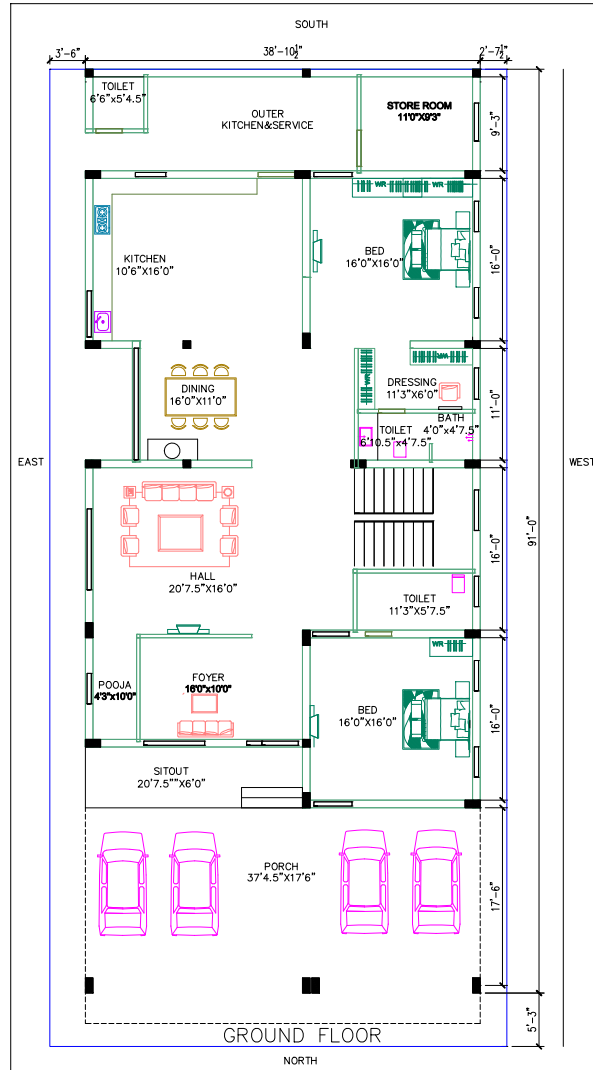 SOUTH
3'-6"
38'-10½"
2'-7½"
TOILET
6'6"x5'4.5"
OUTER
KITCHEN&SERVICE
STORE ROOM
11'0"X9'3"
9'-3"
WR
WR
KITCHEN
10'6"X16'0"
BED
16'0"X16'0"
16'-0"
WR
WR
DINING
16'0"X11'0"
DRESSING
11'3"X6'0"
11'-0"
TOILET
6'10.5"x4'7.5"
BATH
4'0"x4'7.5"
EAST
WEST
91'-0"
HALL
20'7.5"X16'0"
16'-0"
TOILET
11'3"X5'7.5"
WR
POOJA
4'3"x10'0"
FOYER
16'0"x10'0"
BED
16'0"X16'0"
16'-0"
SITOUT
20'7.5""X6'0"
PORCH
37'4.5"X17'6"
17'-6"
5'-3"
GROUND FLOOR
NORTH